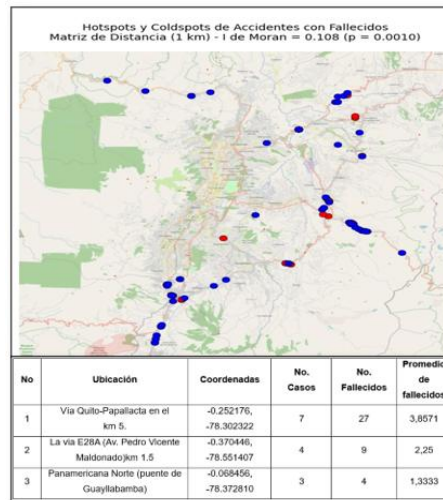 Hotspots y Coldspots de Accidentes con Fallecidos
Matriz de Distancia (1 km) - I de Moran = 0.108 (p = 0.0010)
No Ubicación Coordenadas No. Casos No. Fallecidos Promedio de fallecidos
1 Vía Quito-Papallacta en el km 5. -0.252176, -78.302322 7 27 3,8571
2 La via E28A (Av. Pedro Vicente Maldonado)km 1.5 -0.370446, -78.551407 4 9 2,25
3 Panamericana Norte (puente de Guayllabamba) -0.068456, -78.372810 3 4 1,3333